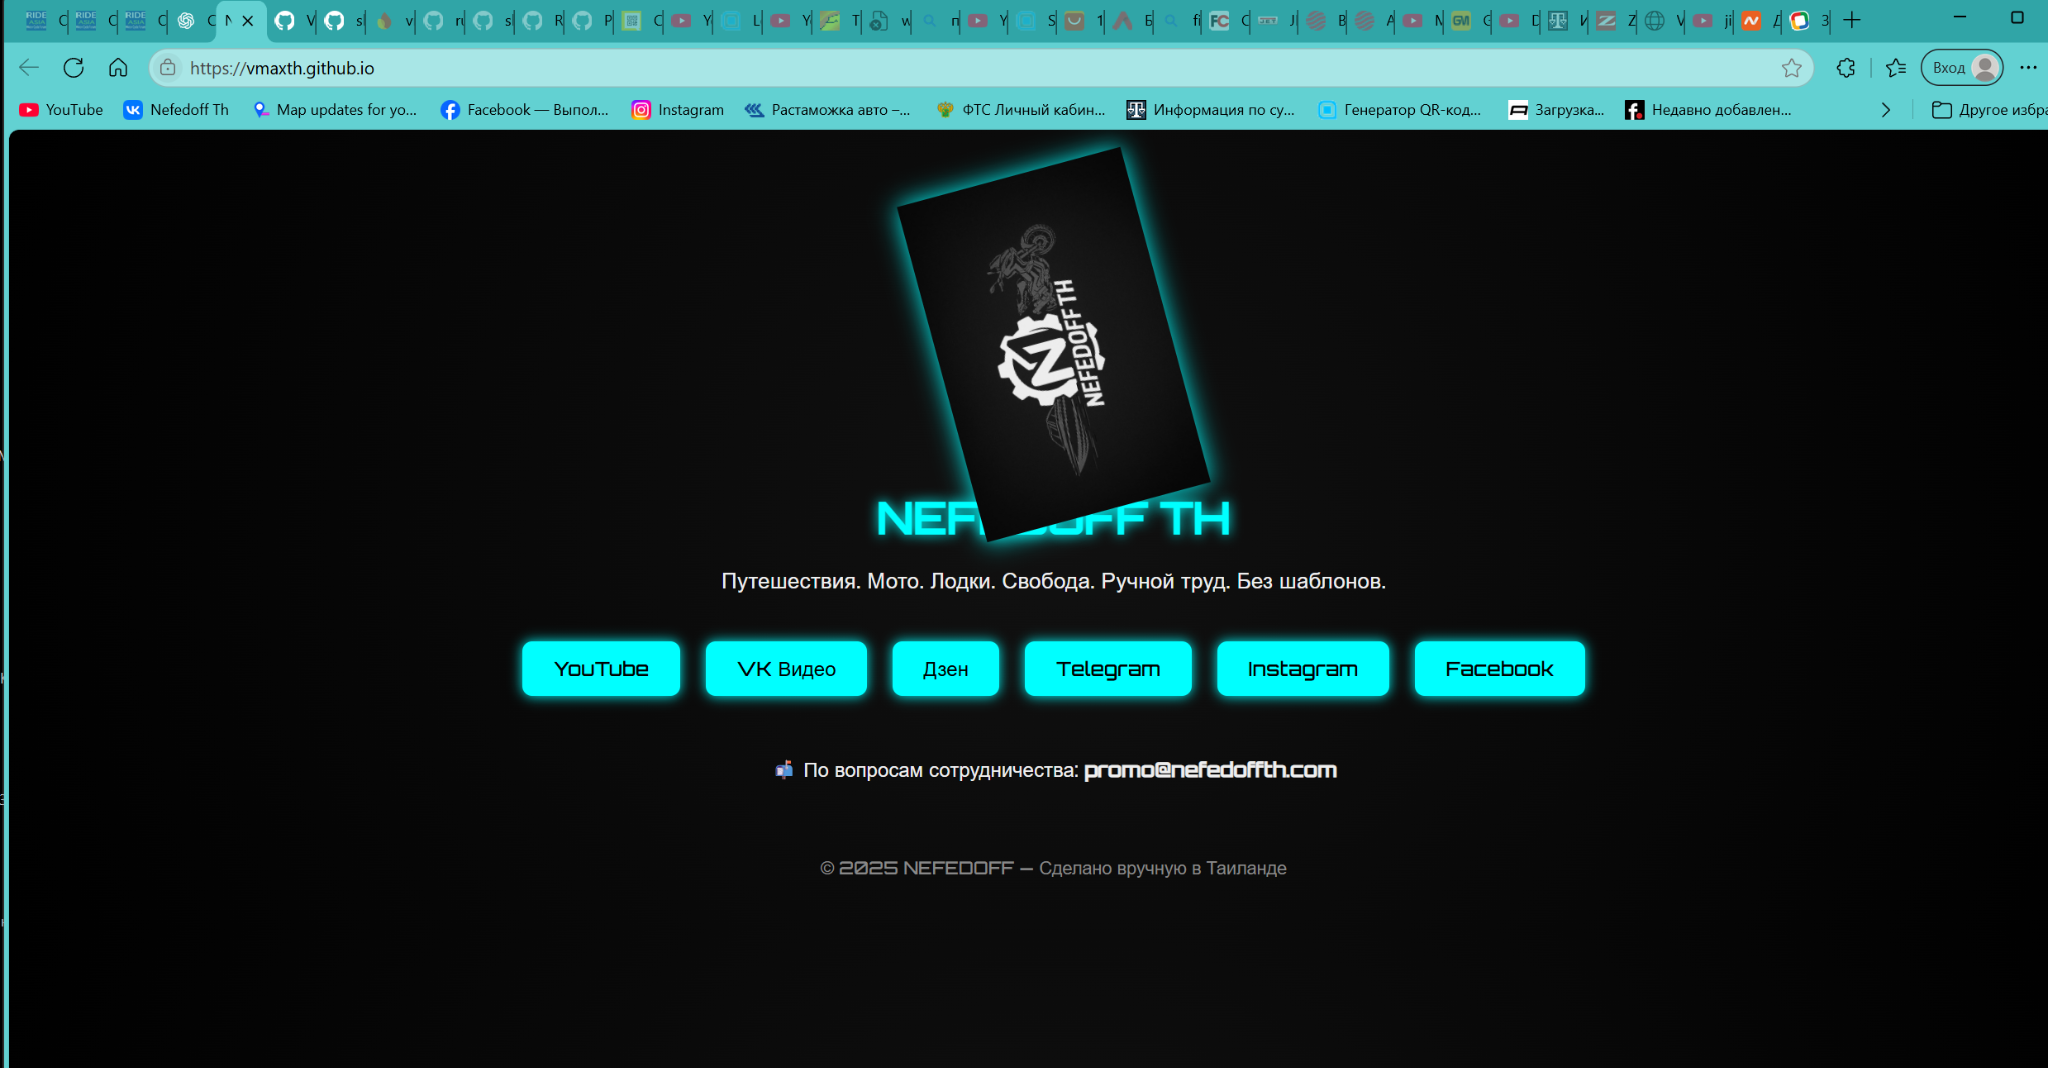 https://vmaxth.github.io
Вход
YouTube
Nefedoff Th
Map updates for yo...
Facebook — Выпол...
Instagram
Растаможка авто –...
ФТС Личный кабин...
Информация по су...
Генератор QR-код...
Загрузка...
Недавно добавлен...
Другое избра
NEFEDOFF TH
NEFEDOFF TH
Путешествия. Мото. Лодки. Свобода. Ручной труд. Без шаблонов.
YouTube
VK Видео
Дзен
Telegram
Instagram
Facebook
По вопросам сотрудничества: promo@nefedoffth.com
© 2025 NEFEDOFF — Сделано вручную в Таиланде